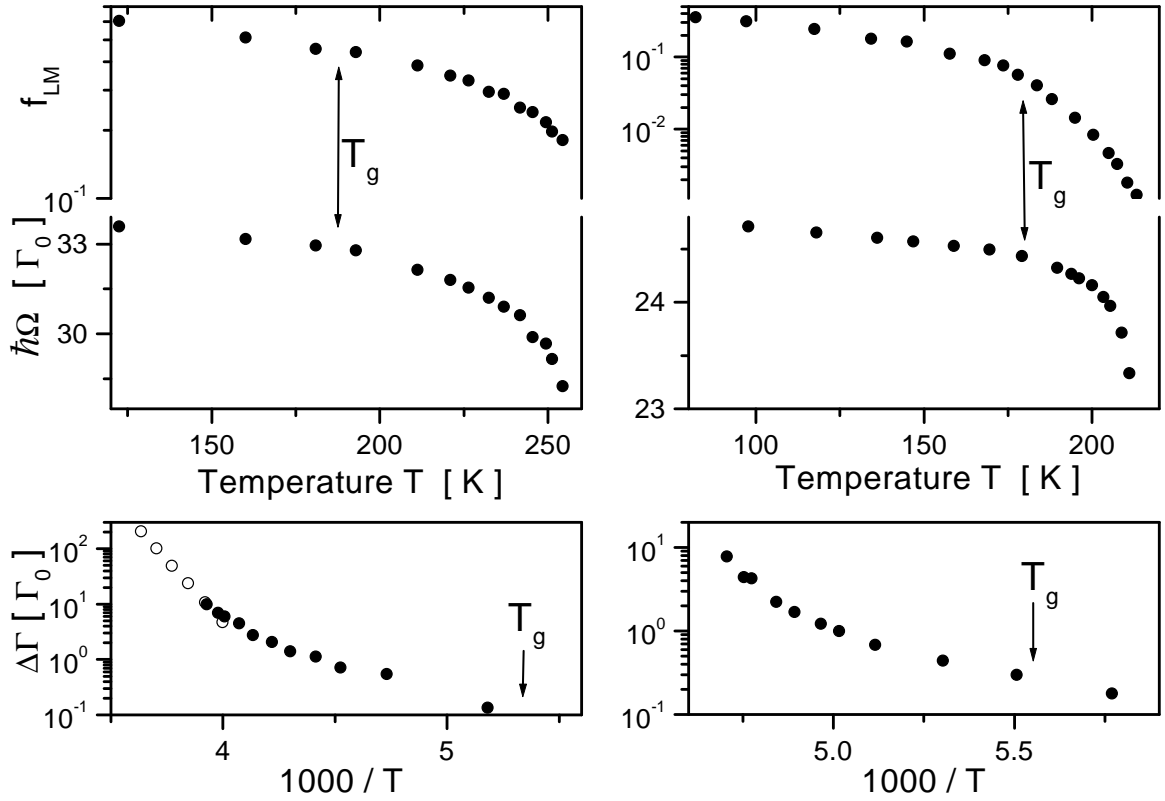 f_LM
10^-1
T_g
ħΩ [ Γ_0 ]
33
30
150 200 250
Temperature T [ K ]
10^-1
10^-2
T_g
24
23
100 150 200
Temperature T [ K ]
ΔΓ [ Γ_0 ]
10^2
10^1
10^0
10^-1
T_g
4 5
1000 / T
10^1
10^0
10^-1
T_g
5.0 5.5
1000 / T